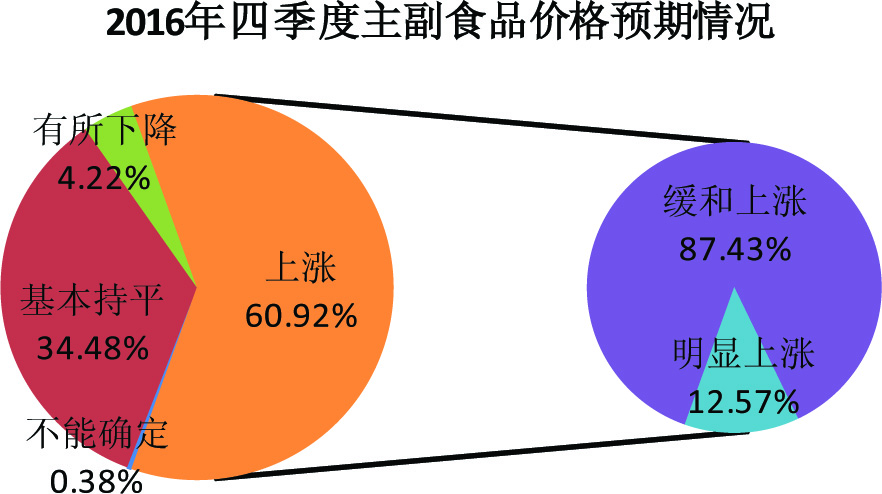 2016年四季度主副食品价格预期情况
有所下降
4.22%
基本持平
34.48%
不能确定
0.38%
上涨
60.92%
缓和上涨
87.43%
明显上涨
12.57%